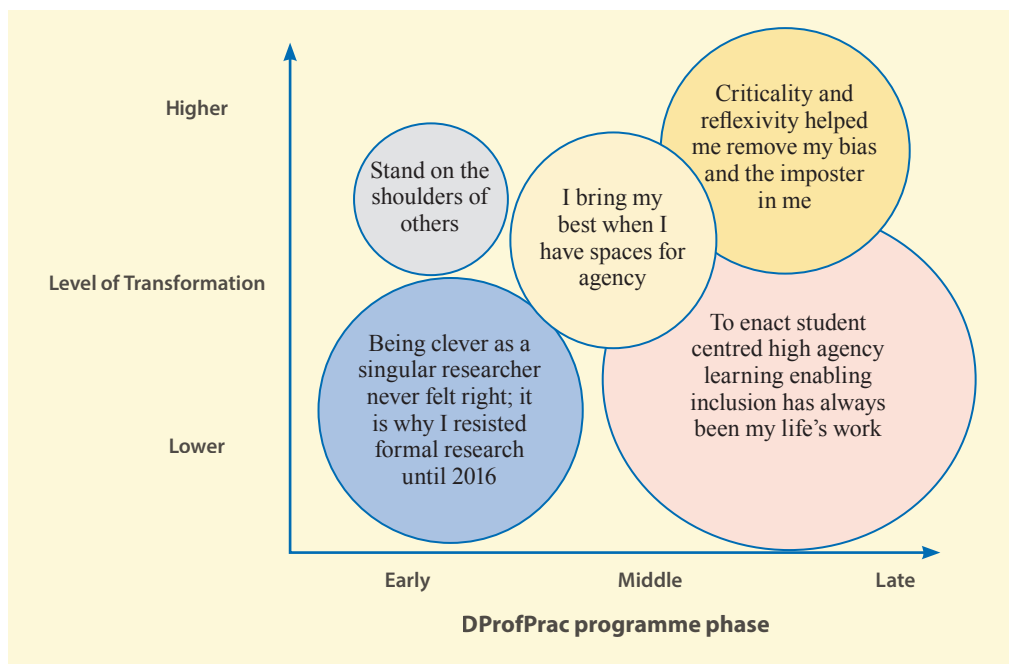 Higher
Level of Transformation
Lower
Stand on the
shoulders of
others
I bring my
best when I
have spaces for
agency
Criticality and
reflexivity helped
me remove my bias
and the imposter
in me
Being clever as a
singular researcher
never felt right; it
is why I resisted
formal research
until 2016
To enact student
centred high agency
learning enabling
inclusion has always
been my life’s work
Early
Middle
Late
DProfPrac programme phase